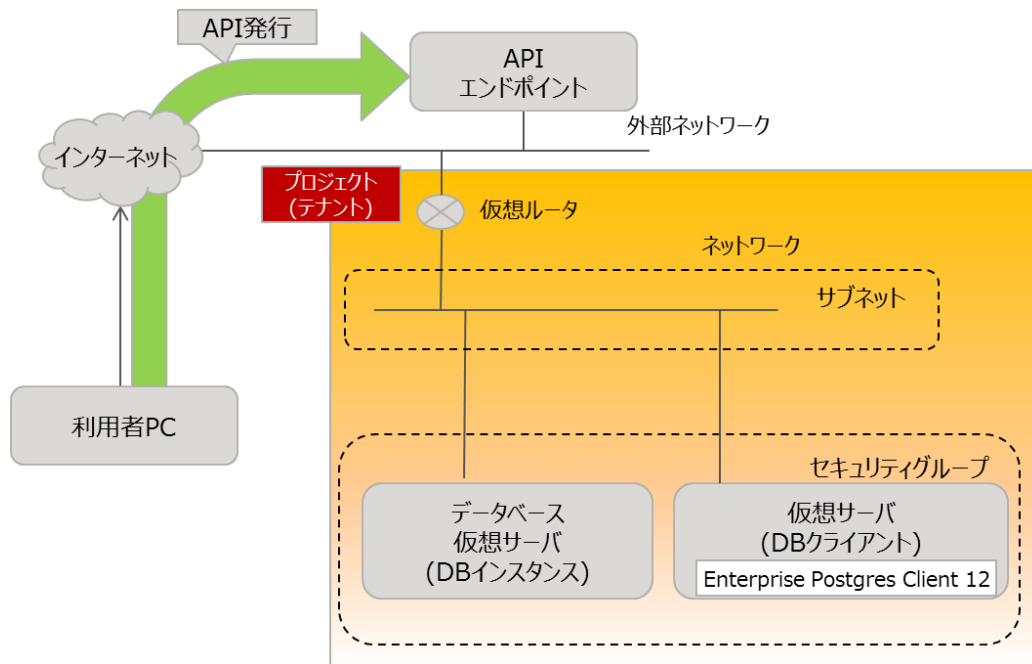 API発行
API
エンドポイント
外部ネットワーク
インターネット
プロジェクト
(テナント)
仮想ルータ
ネットワーク
サブネット
利用者PC
セキュリティグループ
データベース
仮想サーバ
(DBインスタンス)
仮想サーバ
(DBクライアント)
Enterprise Postgres Client 12